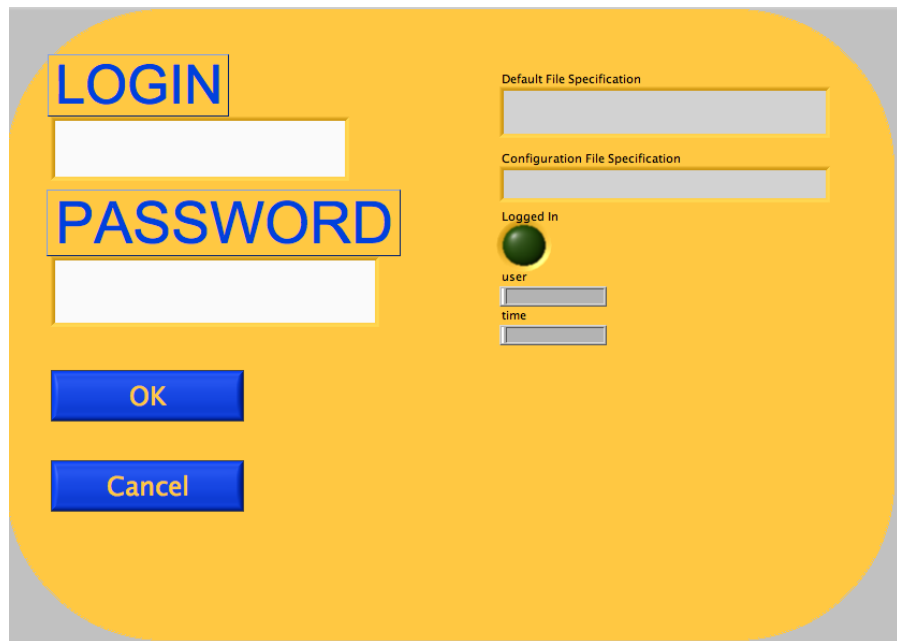 LOGIN
PASSWORD
OK
Cancel
Default File Specification
Configuration File Specification
Logged In
user
time